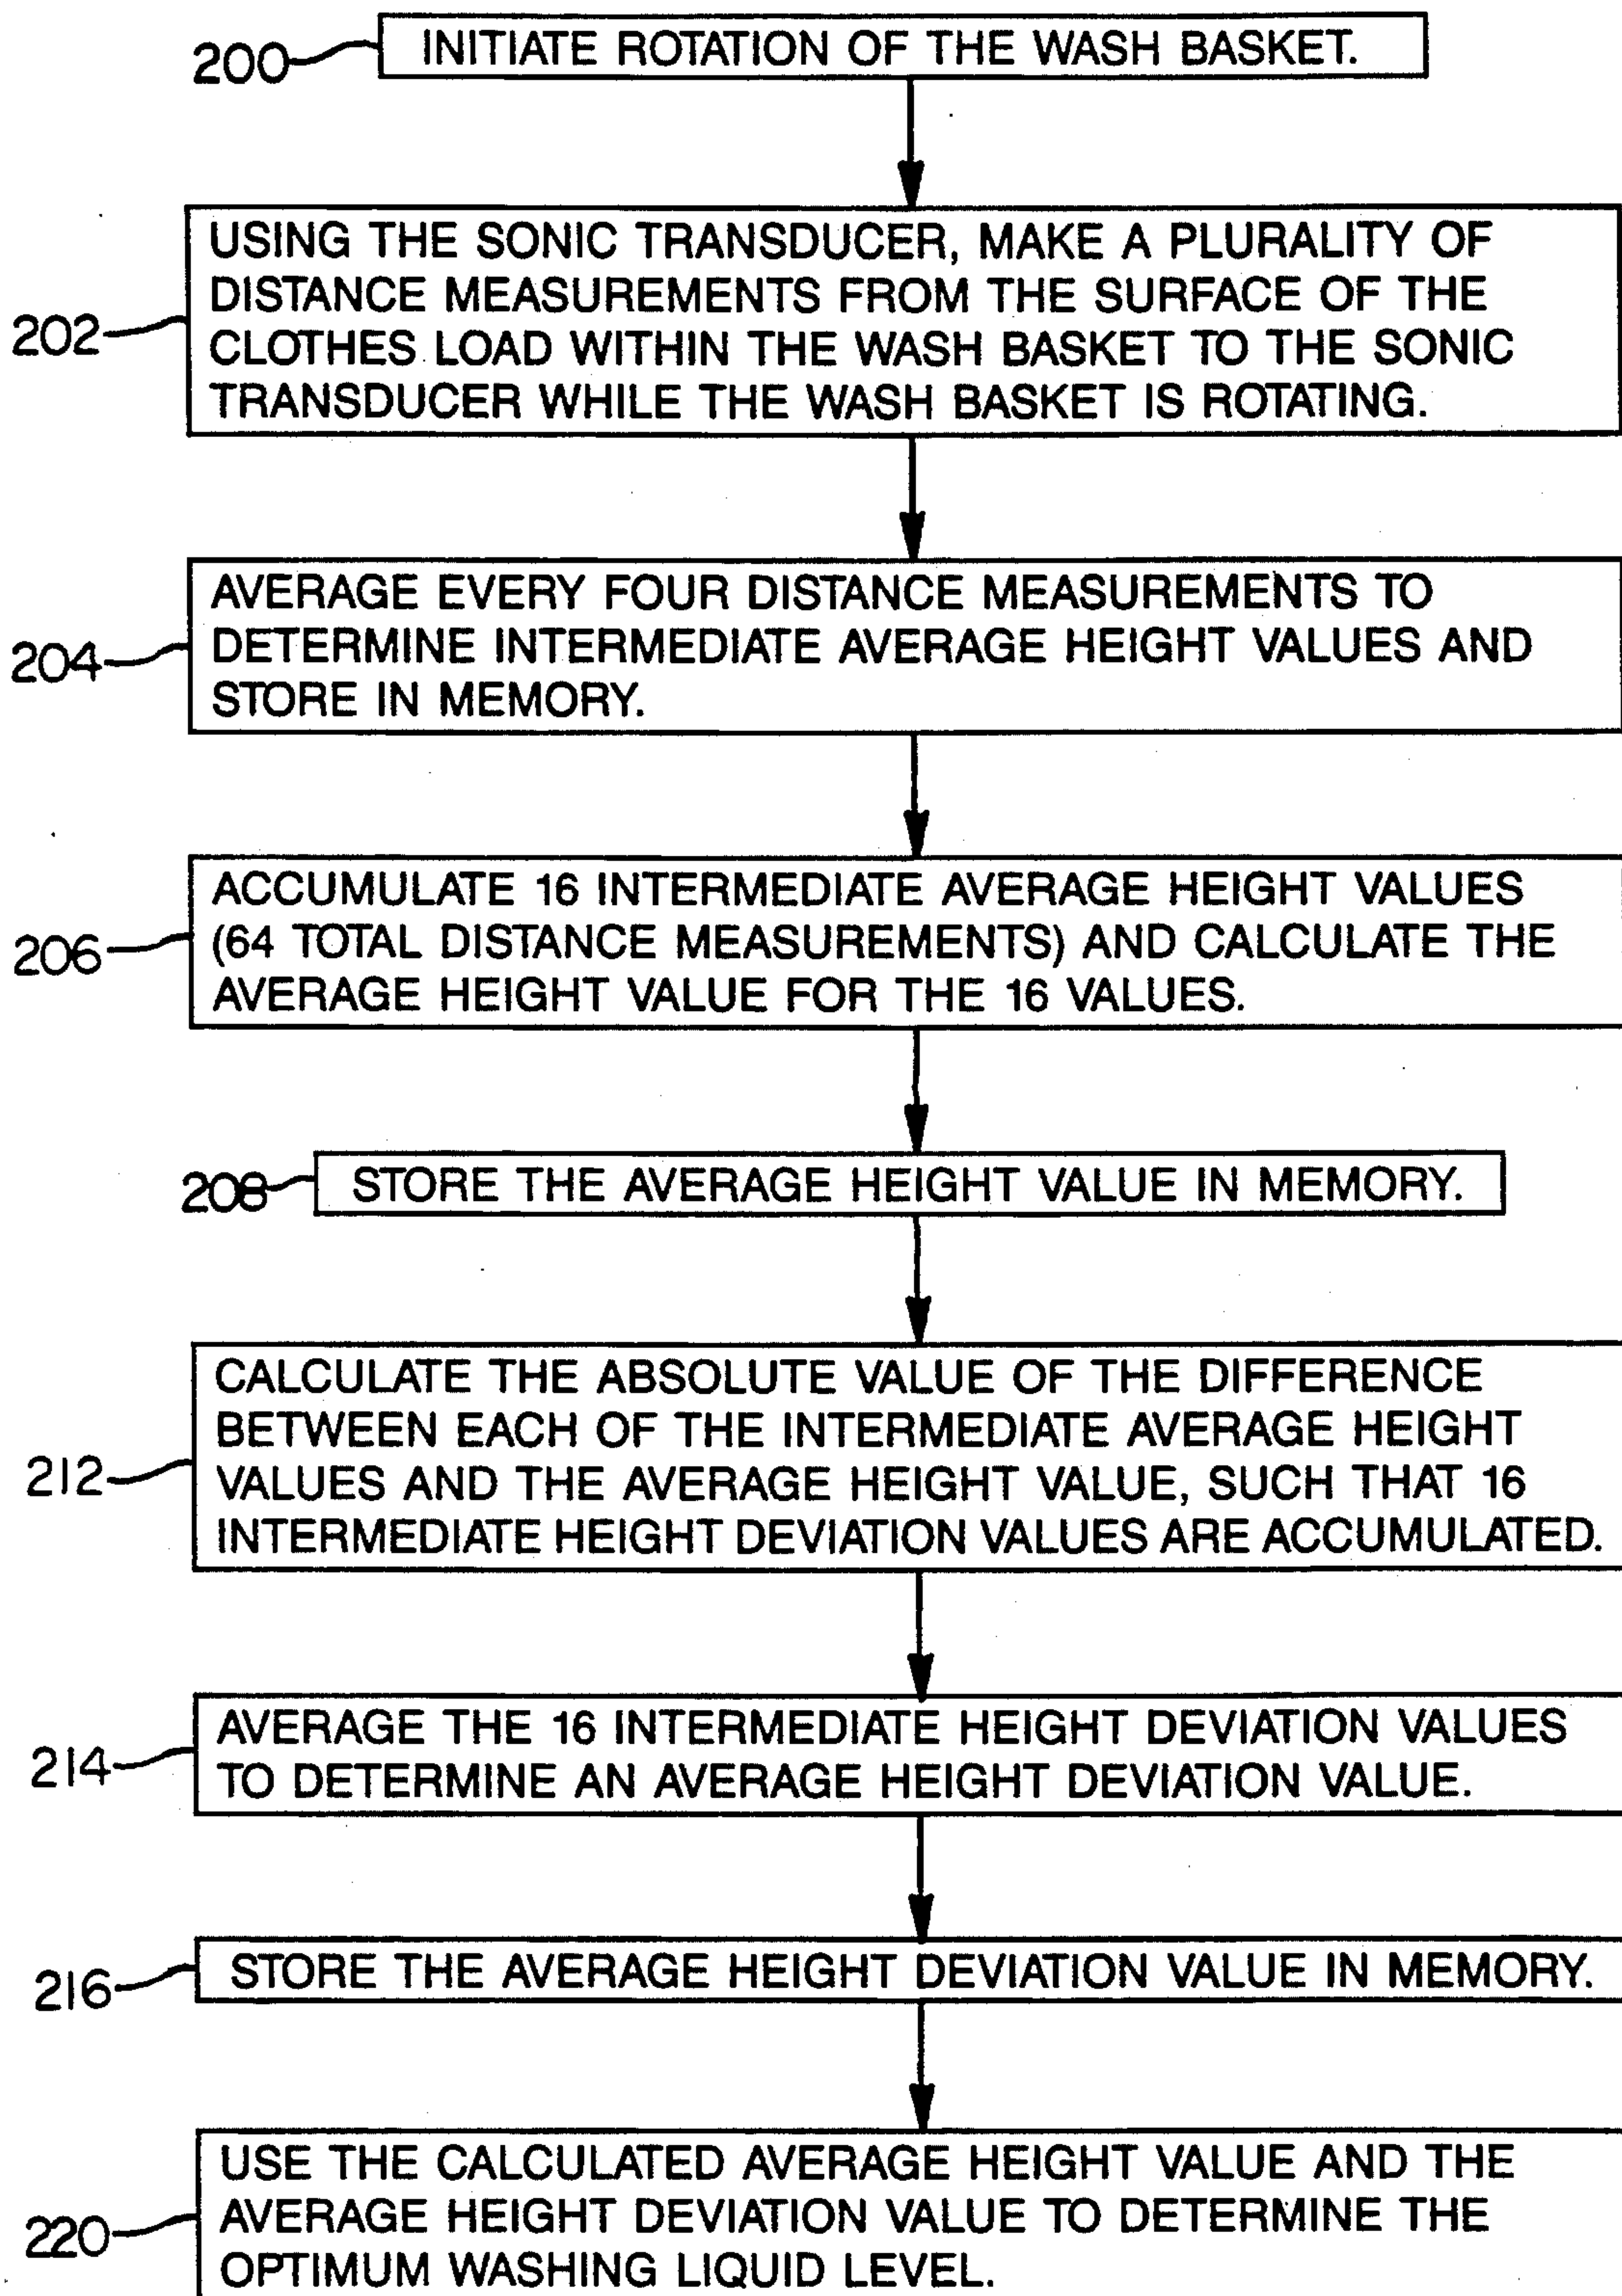 200
INITIATE ROTATION OF THE WASH BASKET.
202
USING THE SONIC TRANSDUCER, MAKE A PLURALITY OF
DISTANCE MEASUREMENTS FROM THE SURFACE OF THE
CLOTHES LOAD WITHIN THE WASH BASKET TO THE SONIC
TRANSDUCER WHILE THE WASH BASKET IS ROTATING.
204
AVERAGE EVERY FOUR DISTANCE MEASUREMENTS TO
DETERMINE INTERMEDIATE AVERAGE HEIGHT VALUES AND
STORE IN MEMORY.
206
ACCUMULATE 16 INTERMEDIATE AVERAGE HEIGHT VALUES
(64 TOTAL DISTANCE MEASUREMENTS) AND CALCULATE THE
AVERAGE HEIGHT VALUE FOR THE 16 VALUES.
208
STORE THE AVERAGE HEIGHT VALUE IN MEMORY.
212
CALCULATE THE ABSOLUTE VALUE OF THE DIFFERENCE
BETWEEN EACH OF THE INTERMEDIATE AVERAGE HEIGHT
VALUES AND THE AVERAGE HEIGHT VALUE, SUCH THAT 16
INTERMEDIATE HEIGHT DEVIATION VALUES ARE ACCUMULATED.
214
AVERAGE THE 16 INTERMEDIATE HEIGHT DEVIATION VALUES
TO DETERMINE AN AVERAGE HEIGHT DEVIATION VALUE.
216
STORE THE AVERAGE HEIGHT DEVIATION VALUE IN MEMORY.
220
USE THE CALCULATED AVERAGE HEIGHT VALUE AND THE
AVERAGE HEIGHT DEVIATION VALUE TO DETERMINE THE
OPTIMUM WASHING LIQUID LEVEL.